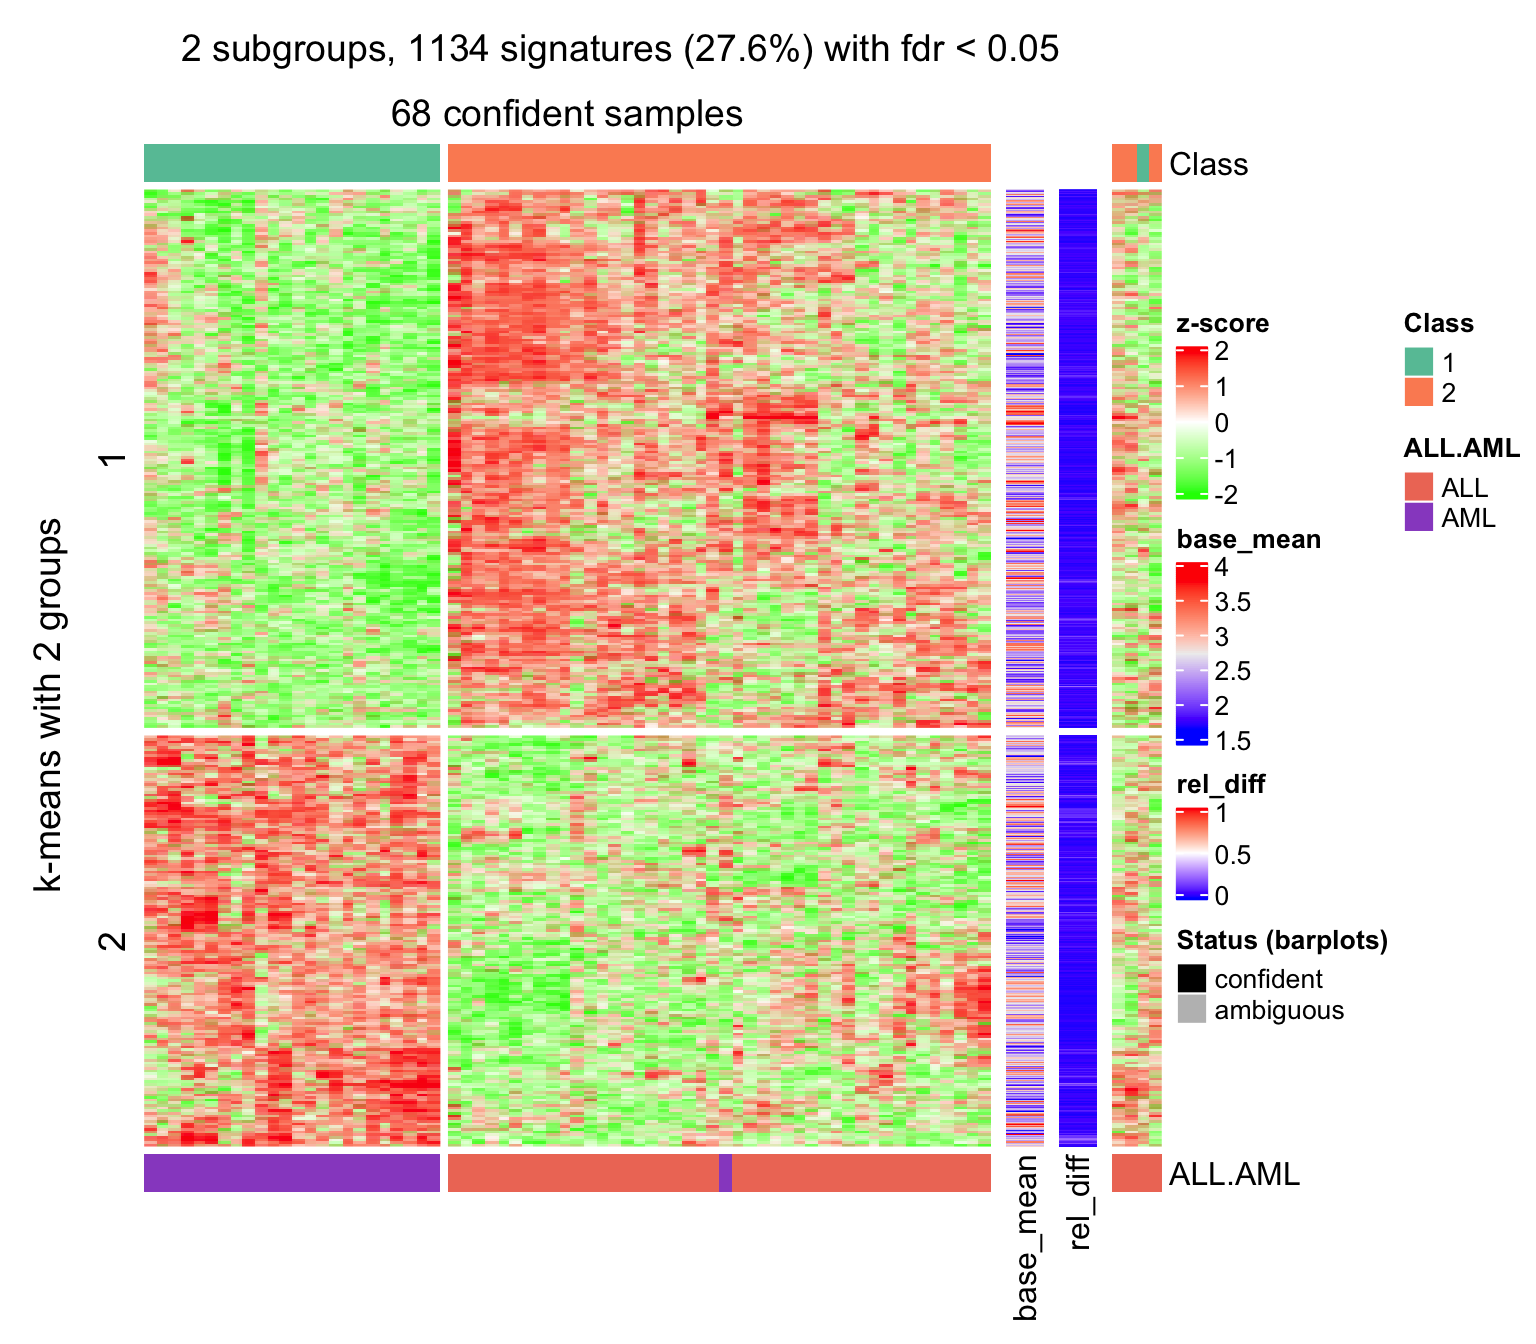 2 subgroups, 1134 signatures (27.6%) with fdr < 0.05
68 confident samples
Class
k-means with 2 groups
1
2
ALL.AML
base_mean
rel_diff
z-score
2
1
0
-1
-2
base_mean
4
3.5
3
2.5
2
1.5
rel_diff
1
0.5
0
Status (barplots)
confident
ambiguous
Class
1
2
ALL.AML
ALL
AML